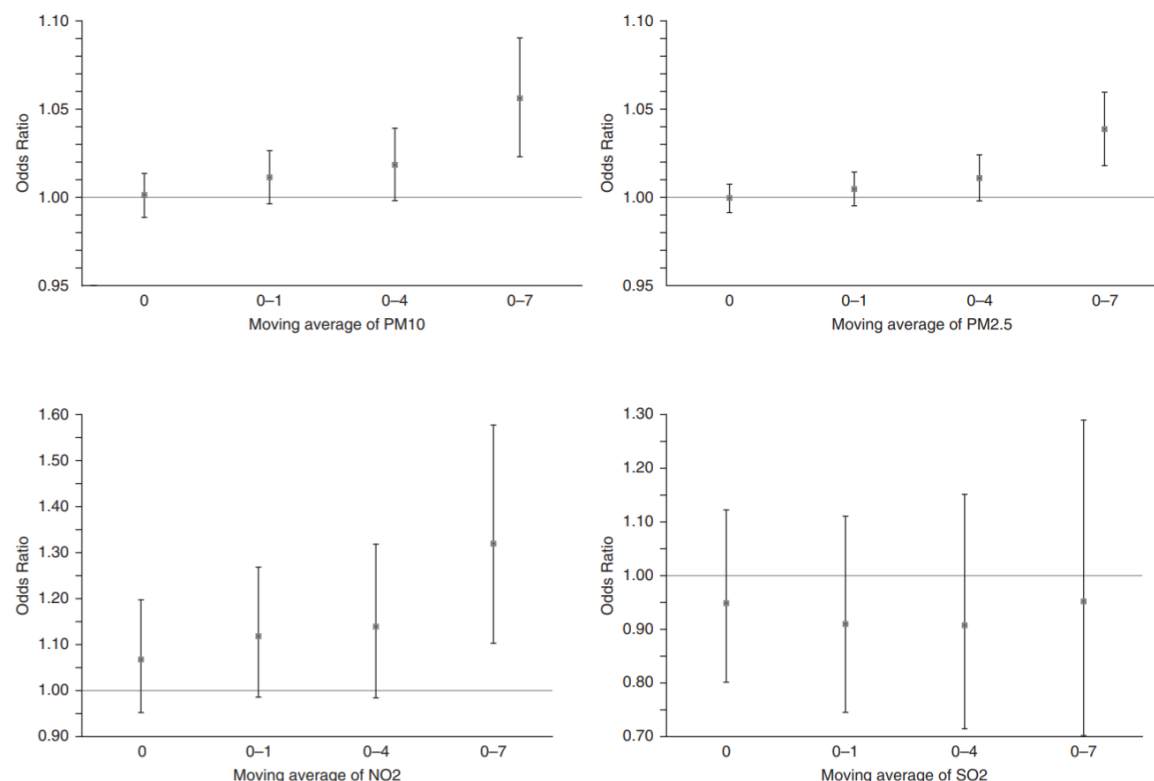 1.10
1.05
1.00
0.95
Odds Ratio
0 0–1 0–4 0–7
Moving average of PM10
1.10
1.05
1.00
0.95
Odds Ratio
0 0–1 0–4 0–7
Moving average of PM2.5
1.60
1.50
1.40
1.30
1.20
1.10
1.00
0.90
Odds Ratio
0 0–1 0–4 0–7
Moving average of NO2
1.30
1.20
1.10
1.00
0.90
0.80
0.70
Odds Ratio
0 0–1 0–4 0–7
Moving average of SO2